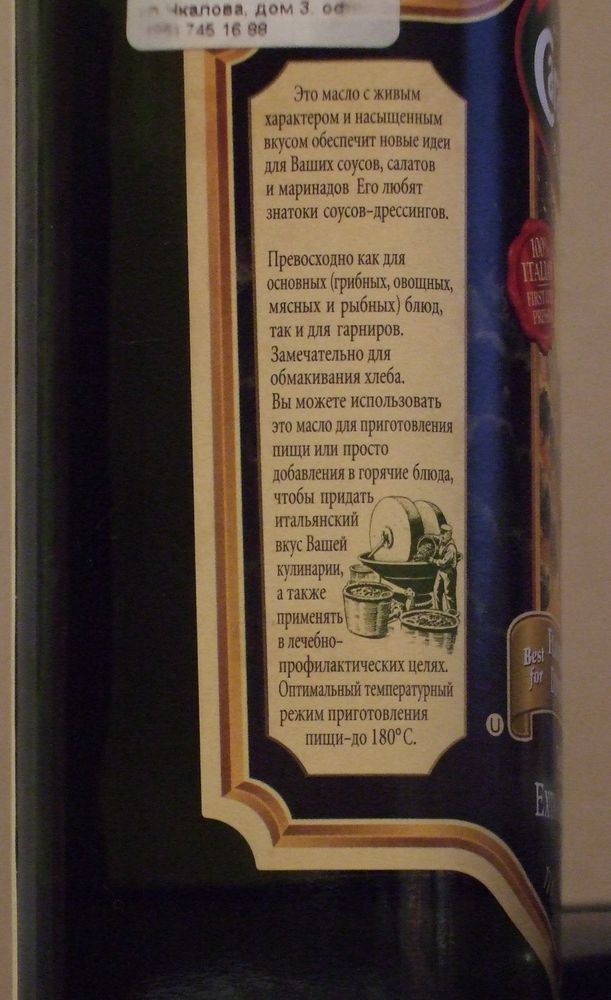 Чкалова, дом 3. оф
745 16 88
Это масло с живым
характером и насыщенным
вкусом обеспечит новые идеи
для Ваших соусов, салатов
и маринадов Его любят
знатоки соусов-дрессингов.
Превосходно как для
основных (грибных, овощных,
мясных и рыбных) блюд,
так и для гарниров.
Замечательно для
обмакивания хлеба.
Вы можете использовать
это масло для приготовления
пищи или просто
добавления в горячие блюда,
чтобы придать
итальянский
вкус Вашей
кулинарии,
а также
применять
в лечебно-
профилактических целях.
Оптимальный температурный
режим приготовления
пищи-до 180°С.
100%
FIRST
Best
for
U